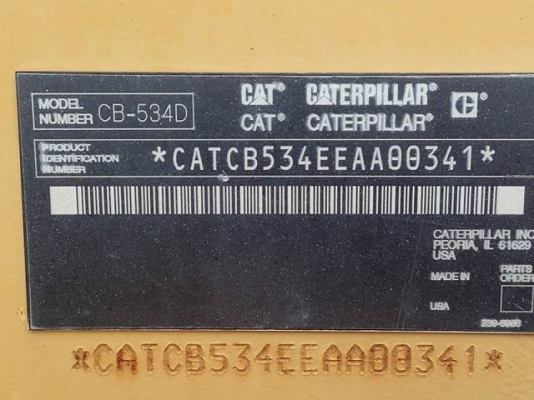 CAT® CATERPILLAR® C
MODEL NUMBER CB-534D
CAT® CATERPILLAR®
PRODUCT IDENTIFICATION NUMBER *CATCB534EEAA00341*
CATERPILLAR INC
PEORIA, IL 61629
USA
MADE IN
PARTS
ORDER
USA
*CATCB534EEAA00341*